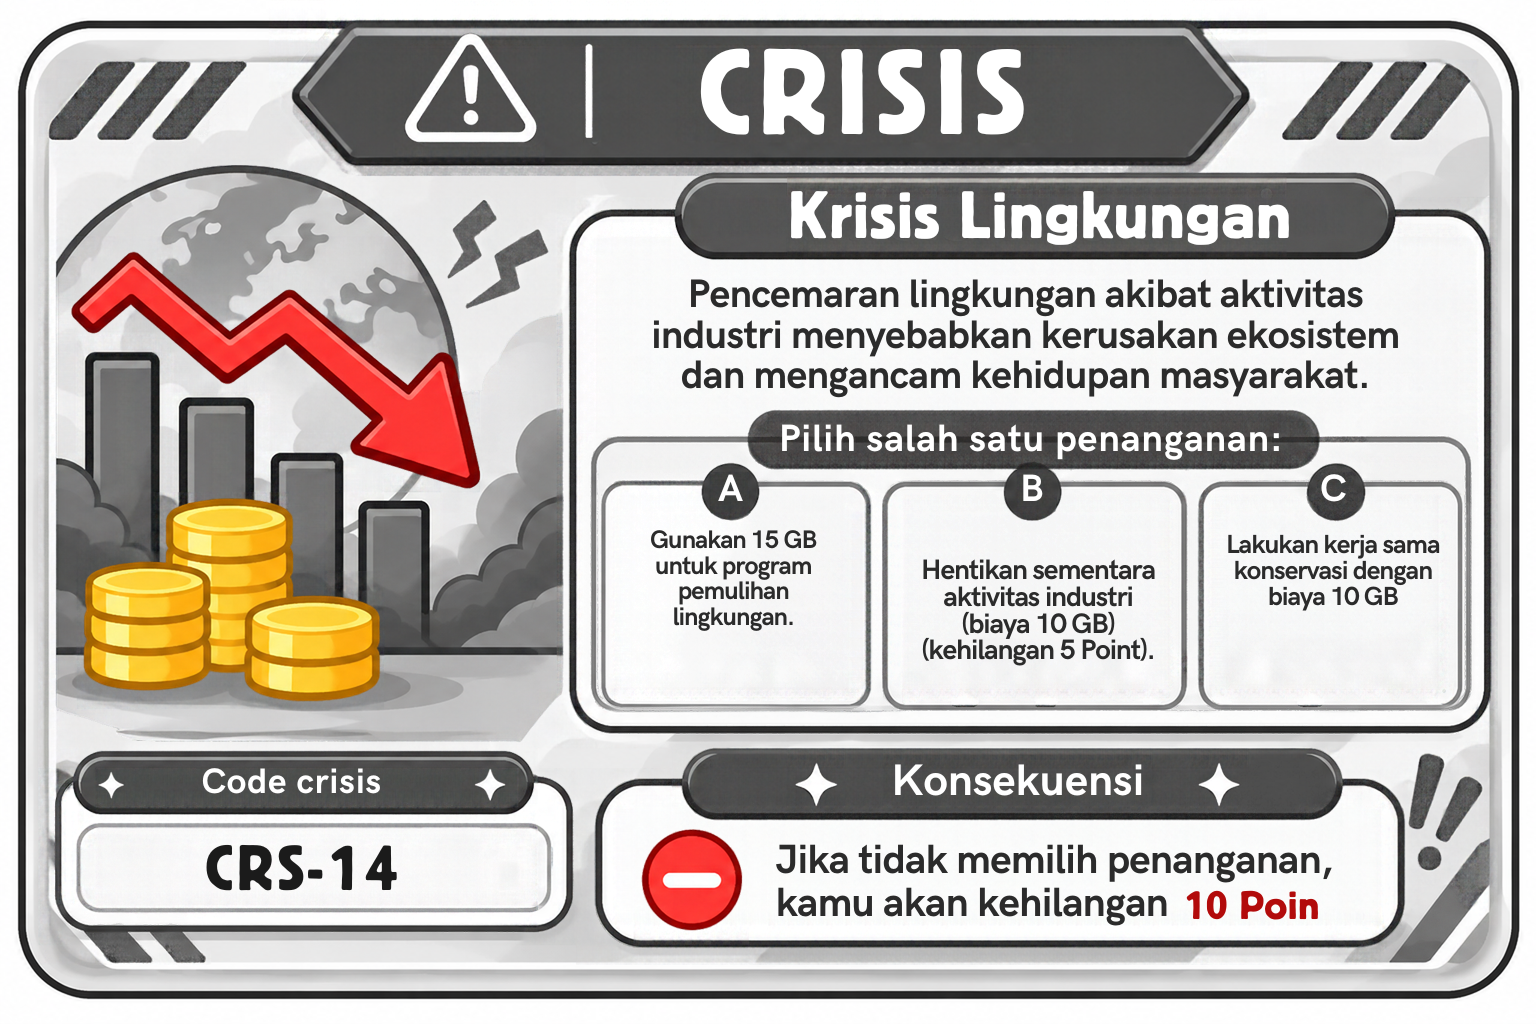 CRISIS
Krisis Lingkungan
Pencemaran lingkungan akibat aktivitas
industri menyebabkan kerusakan ekosistem
dan mengancam kehidupan masyarakat.
Pilih salah satu penanganan:
A
Gunakan 15 GB
untuk program
pemulihan
lingkungan.
B
Hentikan sementara
aktivitas industri
(biaya 10 GB)
(kehilangan 5 Point).
C
Lakukan kerja sama
konservasi dengan
biaya 10 GB
Code crisis
CRS-14
Konsekuensi
Jika tidak memilih penanganan,
kamu akan kehilangan 10 Poin